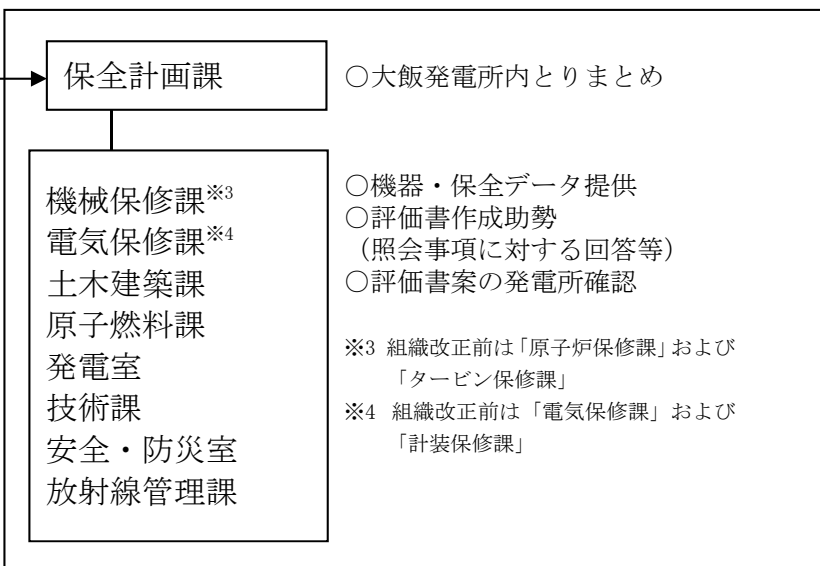 保全計画課
○大飯発電所内とりまとめ
機械保修課※3
電気保修課※4
土木建築課
原子燃料課
発電室
技術課
安全・防災室
放射線管理課
○機器・保全データ提供
○評価書作成助勢
（照会事項に対する回答等）
○評価書案の発電所確認
※3 組織改正前は「原子炉保修課」および
「タービン保修課」
※4 組織改正前は「電気保修課」および
「計装保修課」